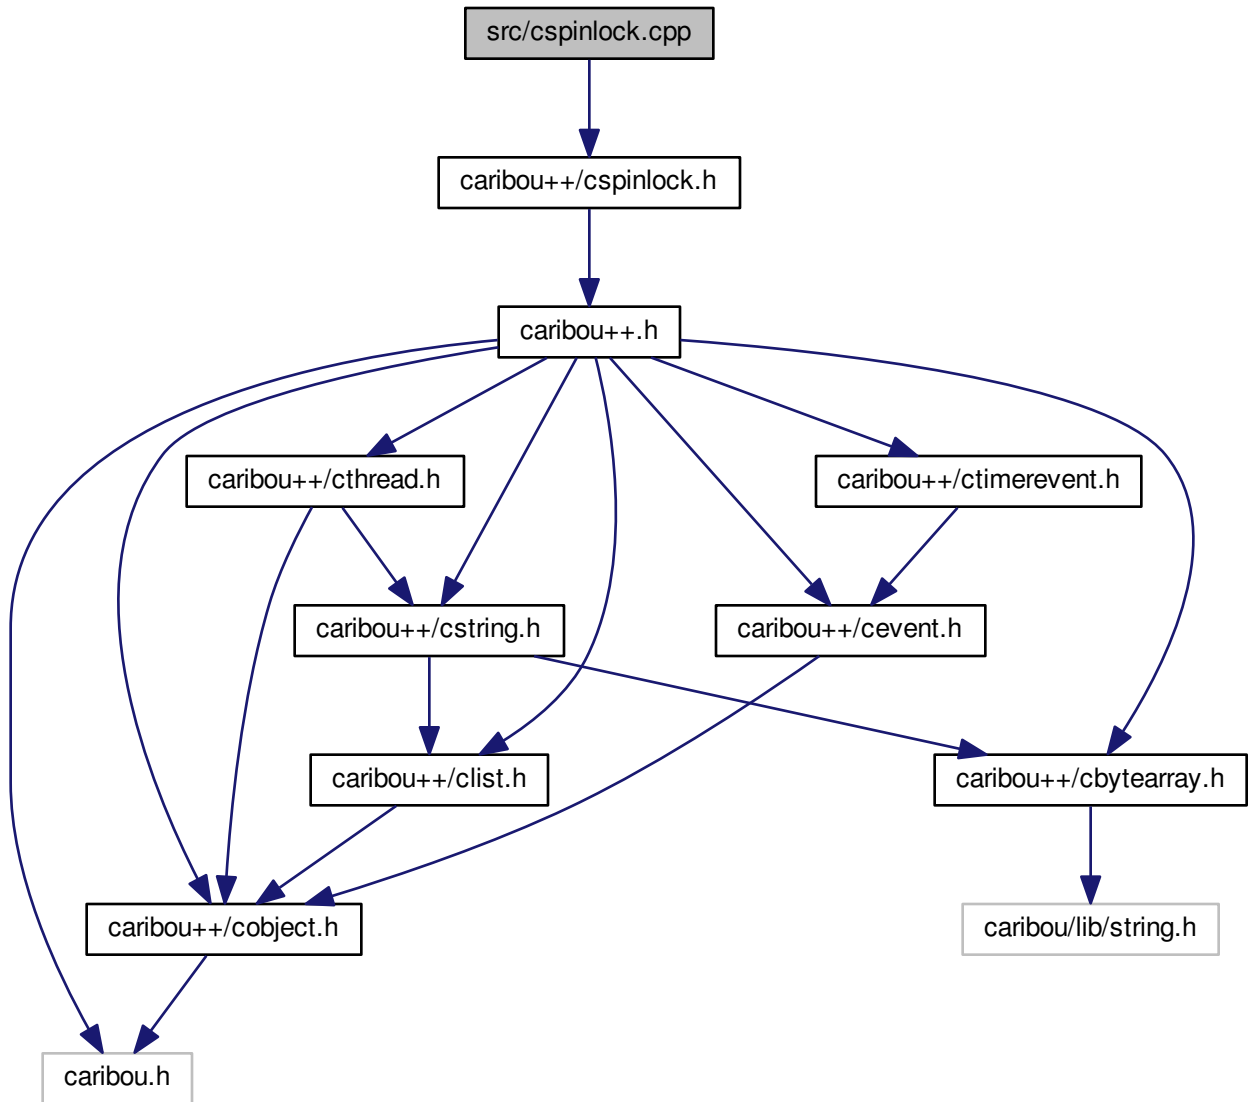 src/cspinlock.cpp
caribou++/cspinlock.h
caribou++.h
caribou++/cthread.h
caribou++/ctimerevent.h
caribou++/cstring.h
caribou++/cevent.h
caribou++/clist.h
caribou++/cbytearray.h
caribou++/cobject.h
caribou/lib/string.h
caribou.h